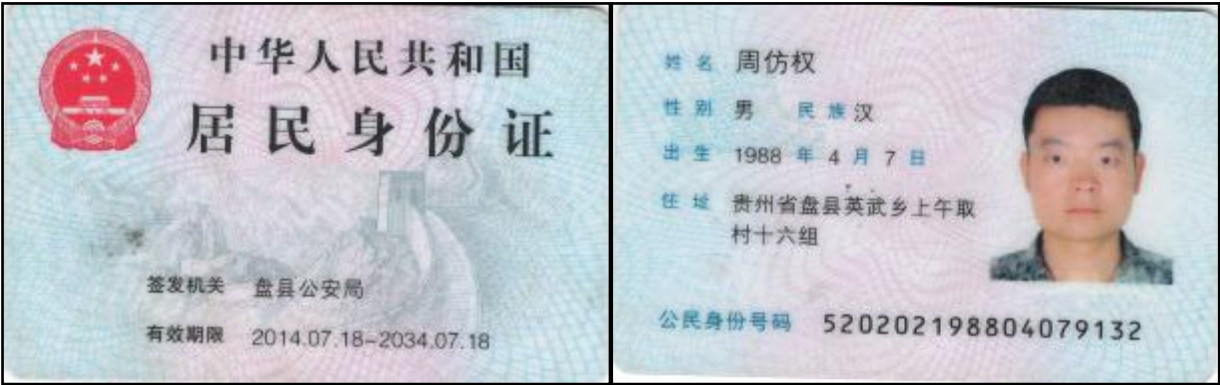 中华人民共和国
居民身份证
签发机关 盘县公安局
有效期限 2014.07.18-2034.07.18
姓名 周仿权
性别 男 民族 汉
出生 1988 年 4 月 7 日
住址 贵州省盘县英武乡上午取
村十六组
公民身份号码 520202198804079132